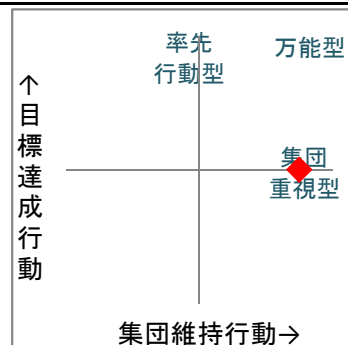 率先
行動型
万能型
↑目標達成行動
集団
重視型
集団維持行動→